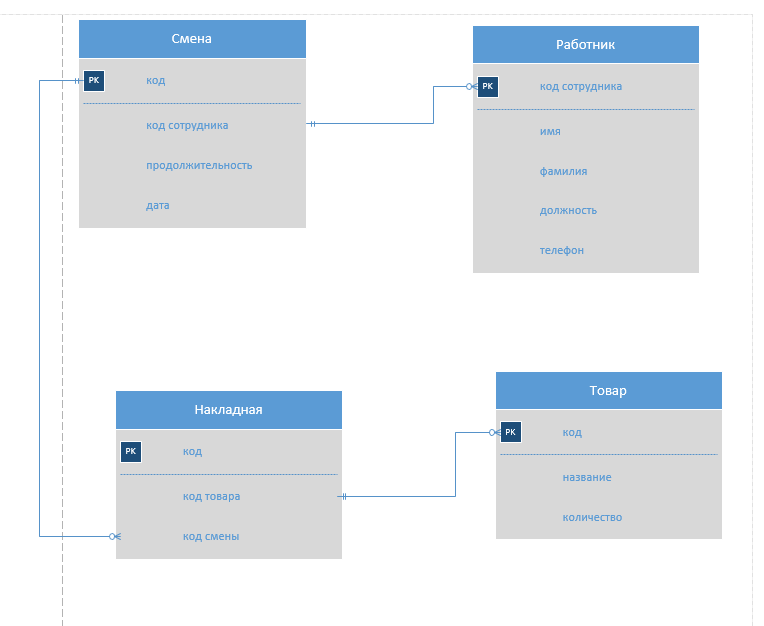 Смена
PK код
код сотрудника
продолжительность
дата
Работник
PK код сотрудника
имя
фамилия
должность
телефон
Накладная
PK код
код товара
код смены
Товар
PK код
название
количество